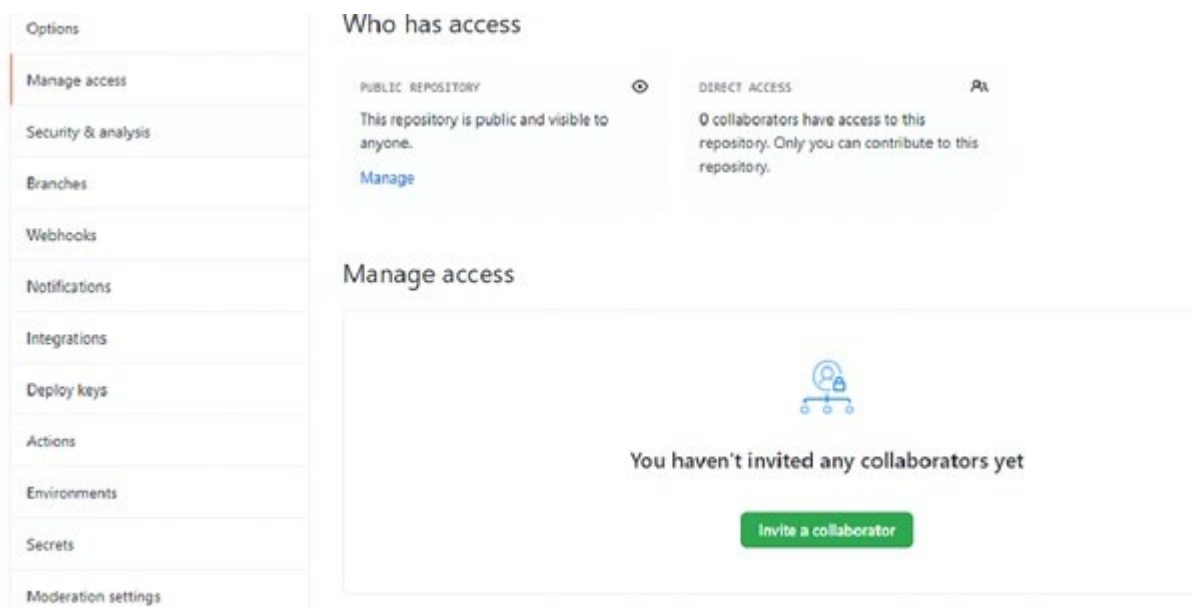 Options
Manage access
Security & analysis
Branches
Webhooks
Notifications
Integrations
Deploy keys
Actions
Environments
Secrets
Moderation settings
Who has access
PUBLIC REPOSITORY
This repository is public and visible to
anyone.
Manage
DIRECT ACCESS
0 collaborators have access to this
repository. Only you can contribute to this
repository.
Manage access
You haven't invited any collaborators yet
Invite a collaborator